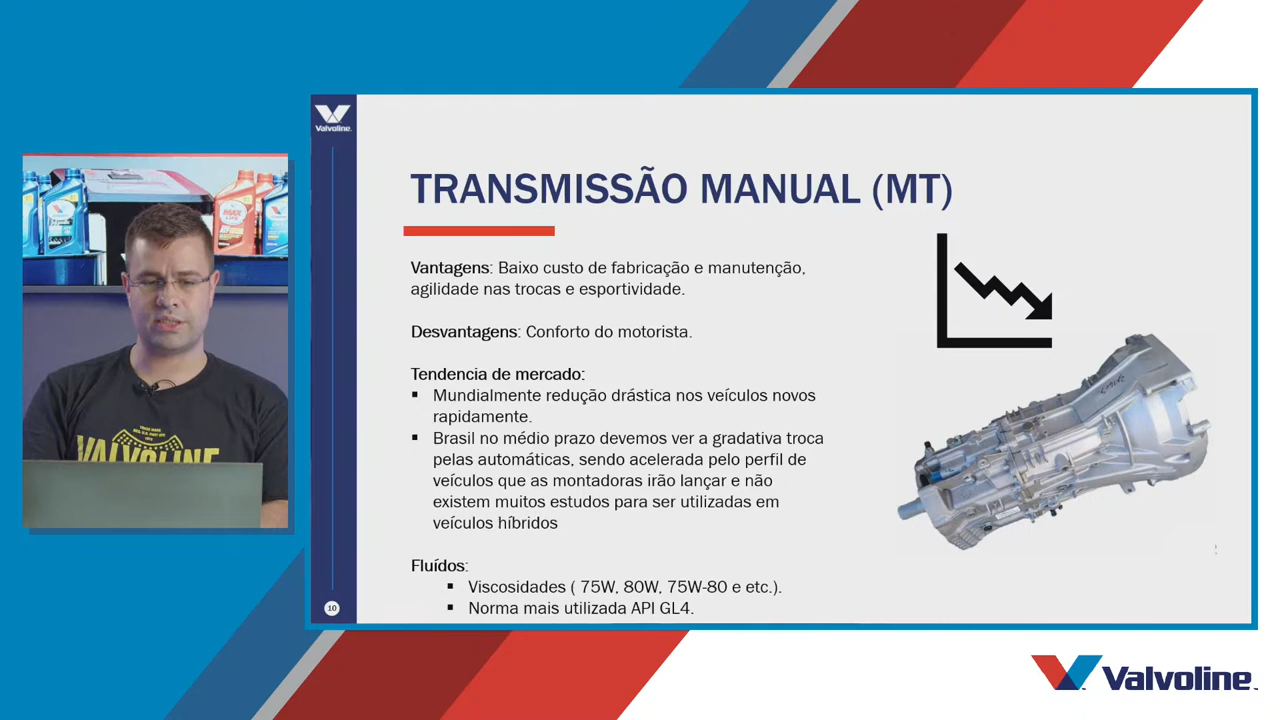 Valvoline.
TRANSMISSÃO MANUAL (MT)
Vantagens: Baixo custo de fabricação e manutenção,
agilidade nas trocas e esportividade.
Desvantagens: Conforto do motorista.
Tendencia de mercado:
▪ Mundialmente redução drástica nos veículos novos
rapidamente.
▪ Brasil no médio prazo devemos ver a gradativa troca
pelas automáticas, sendo acelerada pelo perfil de
veículos que as montadoras irão lançar e não
existem muitos estudos para ser utilizadas em
veículos híbridos
Fluídos:
▪ Viscosidades ( 75W, 80W, 75W-80 e etc.).
▪ Norma mais utilizada API GL4.
10
MAX
LIFE
VALVOLINE
Valvoline